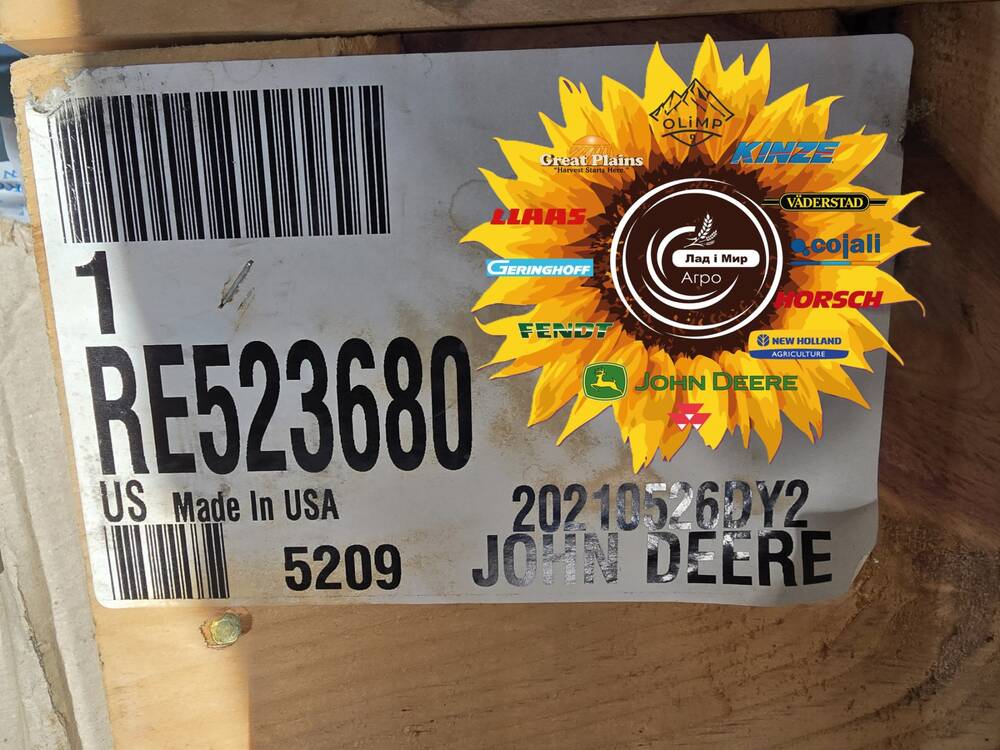 1
RE523680
US Made In USA
5209
20210526DY2
JOHN DEERE
OLiMP
Great Plains
"Harvest Starts Here."
KINZE
VÄDERSTAD
LLAAS
cojali
Лад і Мир
Агро
GERINGHOFF
HORSCH
FENDT
NEW HOLLAND
AGRICULTURE
JOHN DEERE